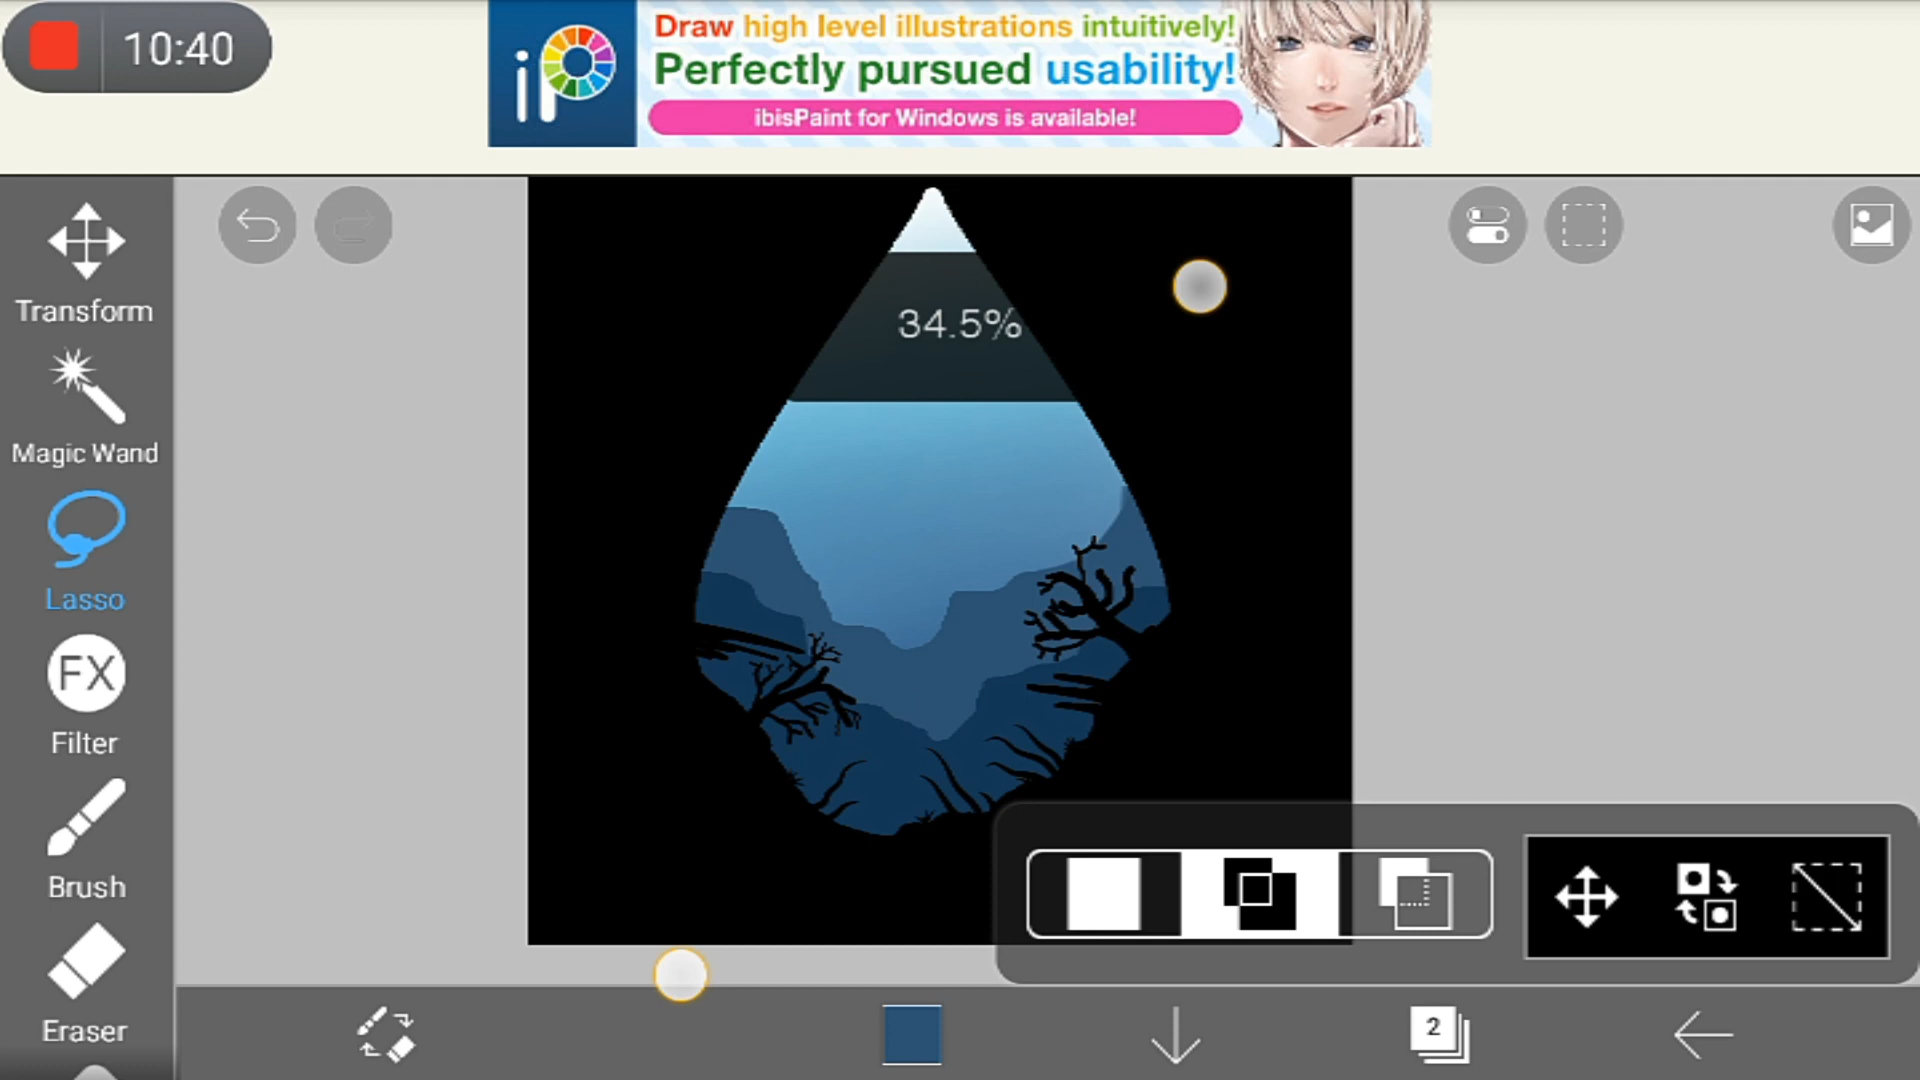 10:40
iP
Draw high level illustrations intuitively!
Perfectly pursued usability!
ibisPaint for Windows is available!
Transform
Magic Wand
Lasso
FX
Filter
Brush
Eraser
34.5%
2